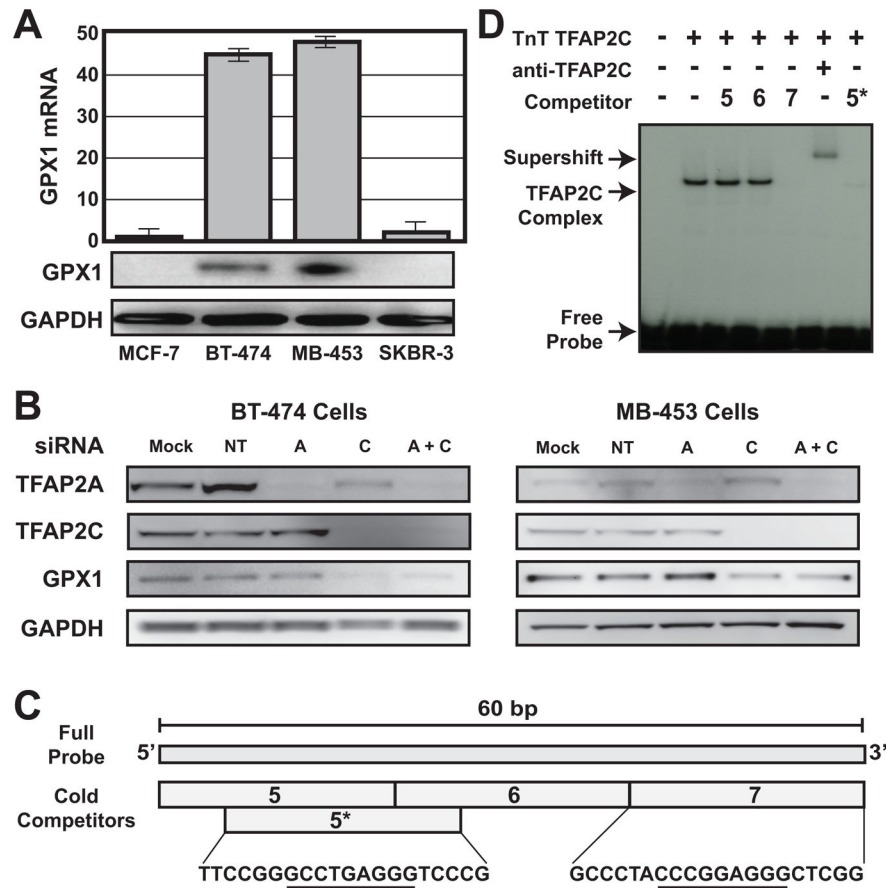 A
GPX1 mRNA
50
40
30
20
10
0
GPX1
GAPDH
MCF-7 BT-474 MB-453 SKBR-3
D
TnT TFAP2C - + + + + + +
anti-TFAP2C - - - - - + -
Competitor - - 5 6 7 - 5*
Supershift
TFAP2C
Complex
Free
Probe
B
BT-474 Cells
siRNA Mock NT A C A + C
TFAP2A
TFAP2C
GPX1
GAPDH
MB-453 Cells
Mock NT A C A + C
C
60 bp
Full
Probe
5’ 3’
Cold
Competitors
5 6 7
5*
TTCCGGGCCTGAGGGTCCCG GCCCTACCCGGAGGGCTCGG